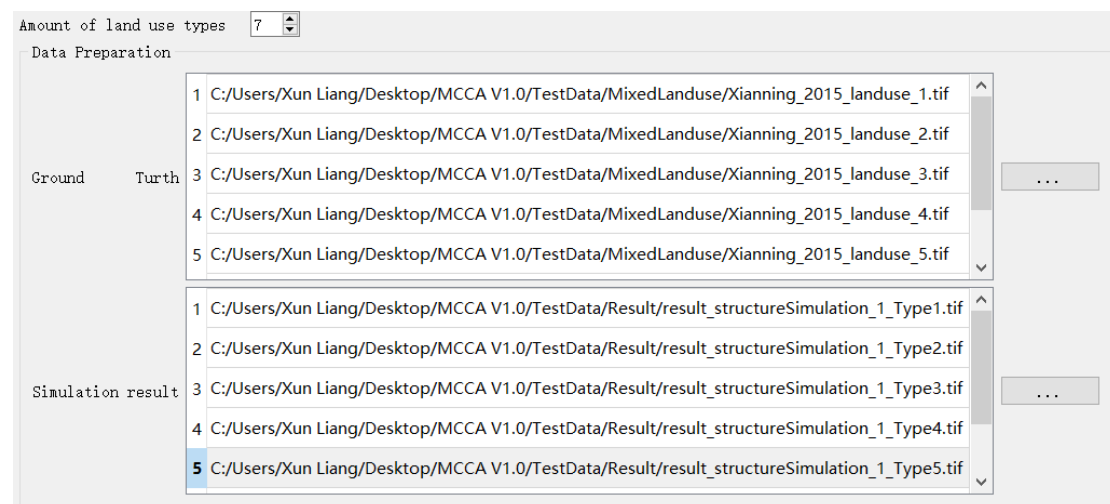 Amount of land use types 7
Data Preparation
1 C:/Users/Xun Liang/Desktop/MCCA V1.0/TestData/MixedLanduse/Xianning_2015_landuse_1.tif
2 C:/Users/Xun Liang/Desktop/MCCA V1.0/TestData/MixedLanduse/Xianning_2015_landuse_2.tif
Ground Turth 3 C:/Users/Xun Liang/Desktop/MCCA V1.0/TestData/MixedLanduse/Xianning_2015_landuse_3.tif ...
4 C:/Users/Xun Liang/Desktop/MCCA V1.0/TestData/MixedLanduse/Xianning_2015_landuse_4.tif
5 C:/Users/Xun Liang/Desktop/MCCA V1.0/TestData/MixedLanduse/Xianning_2015_landuse_5.tif
1 C:/Users/Xun Liang/Desktop/MCCA V1.0/TestData/Result/result_structureSimulation_1_Type1.tif
2 C:/Users/Xun Liang/Desktop/MCCA V1.0/TestData/Result/result_structureSimulation_1_Type2.tif
Simulation result 3 C:/Users/Xun Liang/Desktop/MCCA V1.0/TestData/Result/result_structureSimulation_1_Type3.tif ...
4 C:/Users/Xun Liang/Desktop/MCCA V1.0/TestData/Result/result_structureSimulation_1_Type4.tif
5 C:/Users/Xun Liang/Desktop/MCCA V1.0/TestData/Result/result_structureSimulation_1_Type5.tif